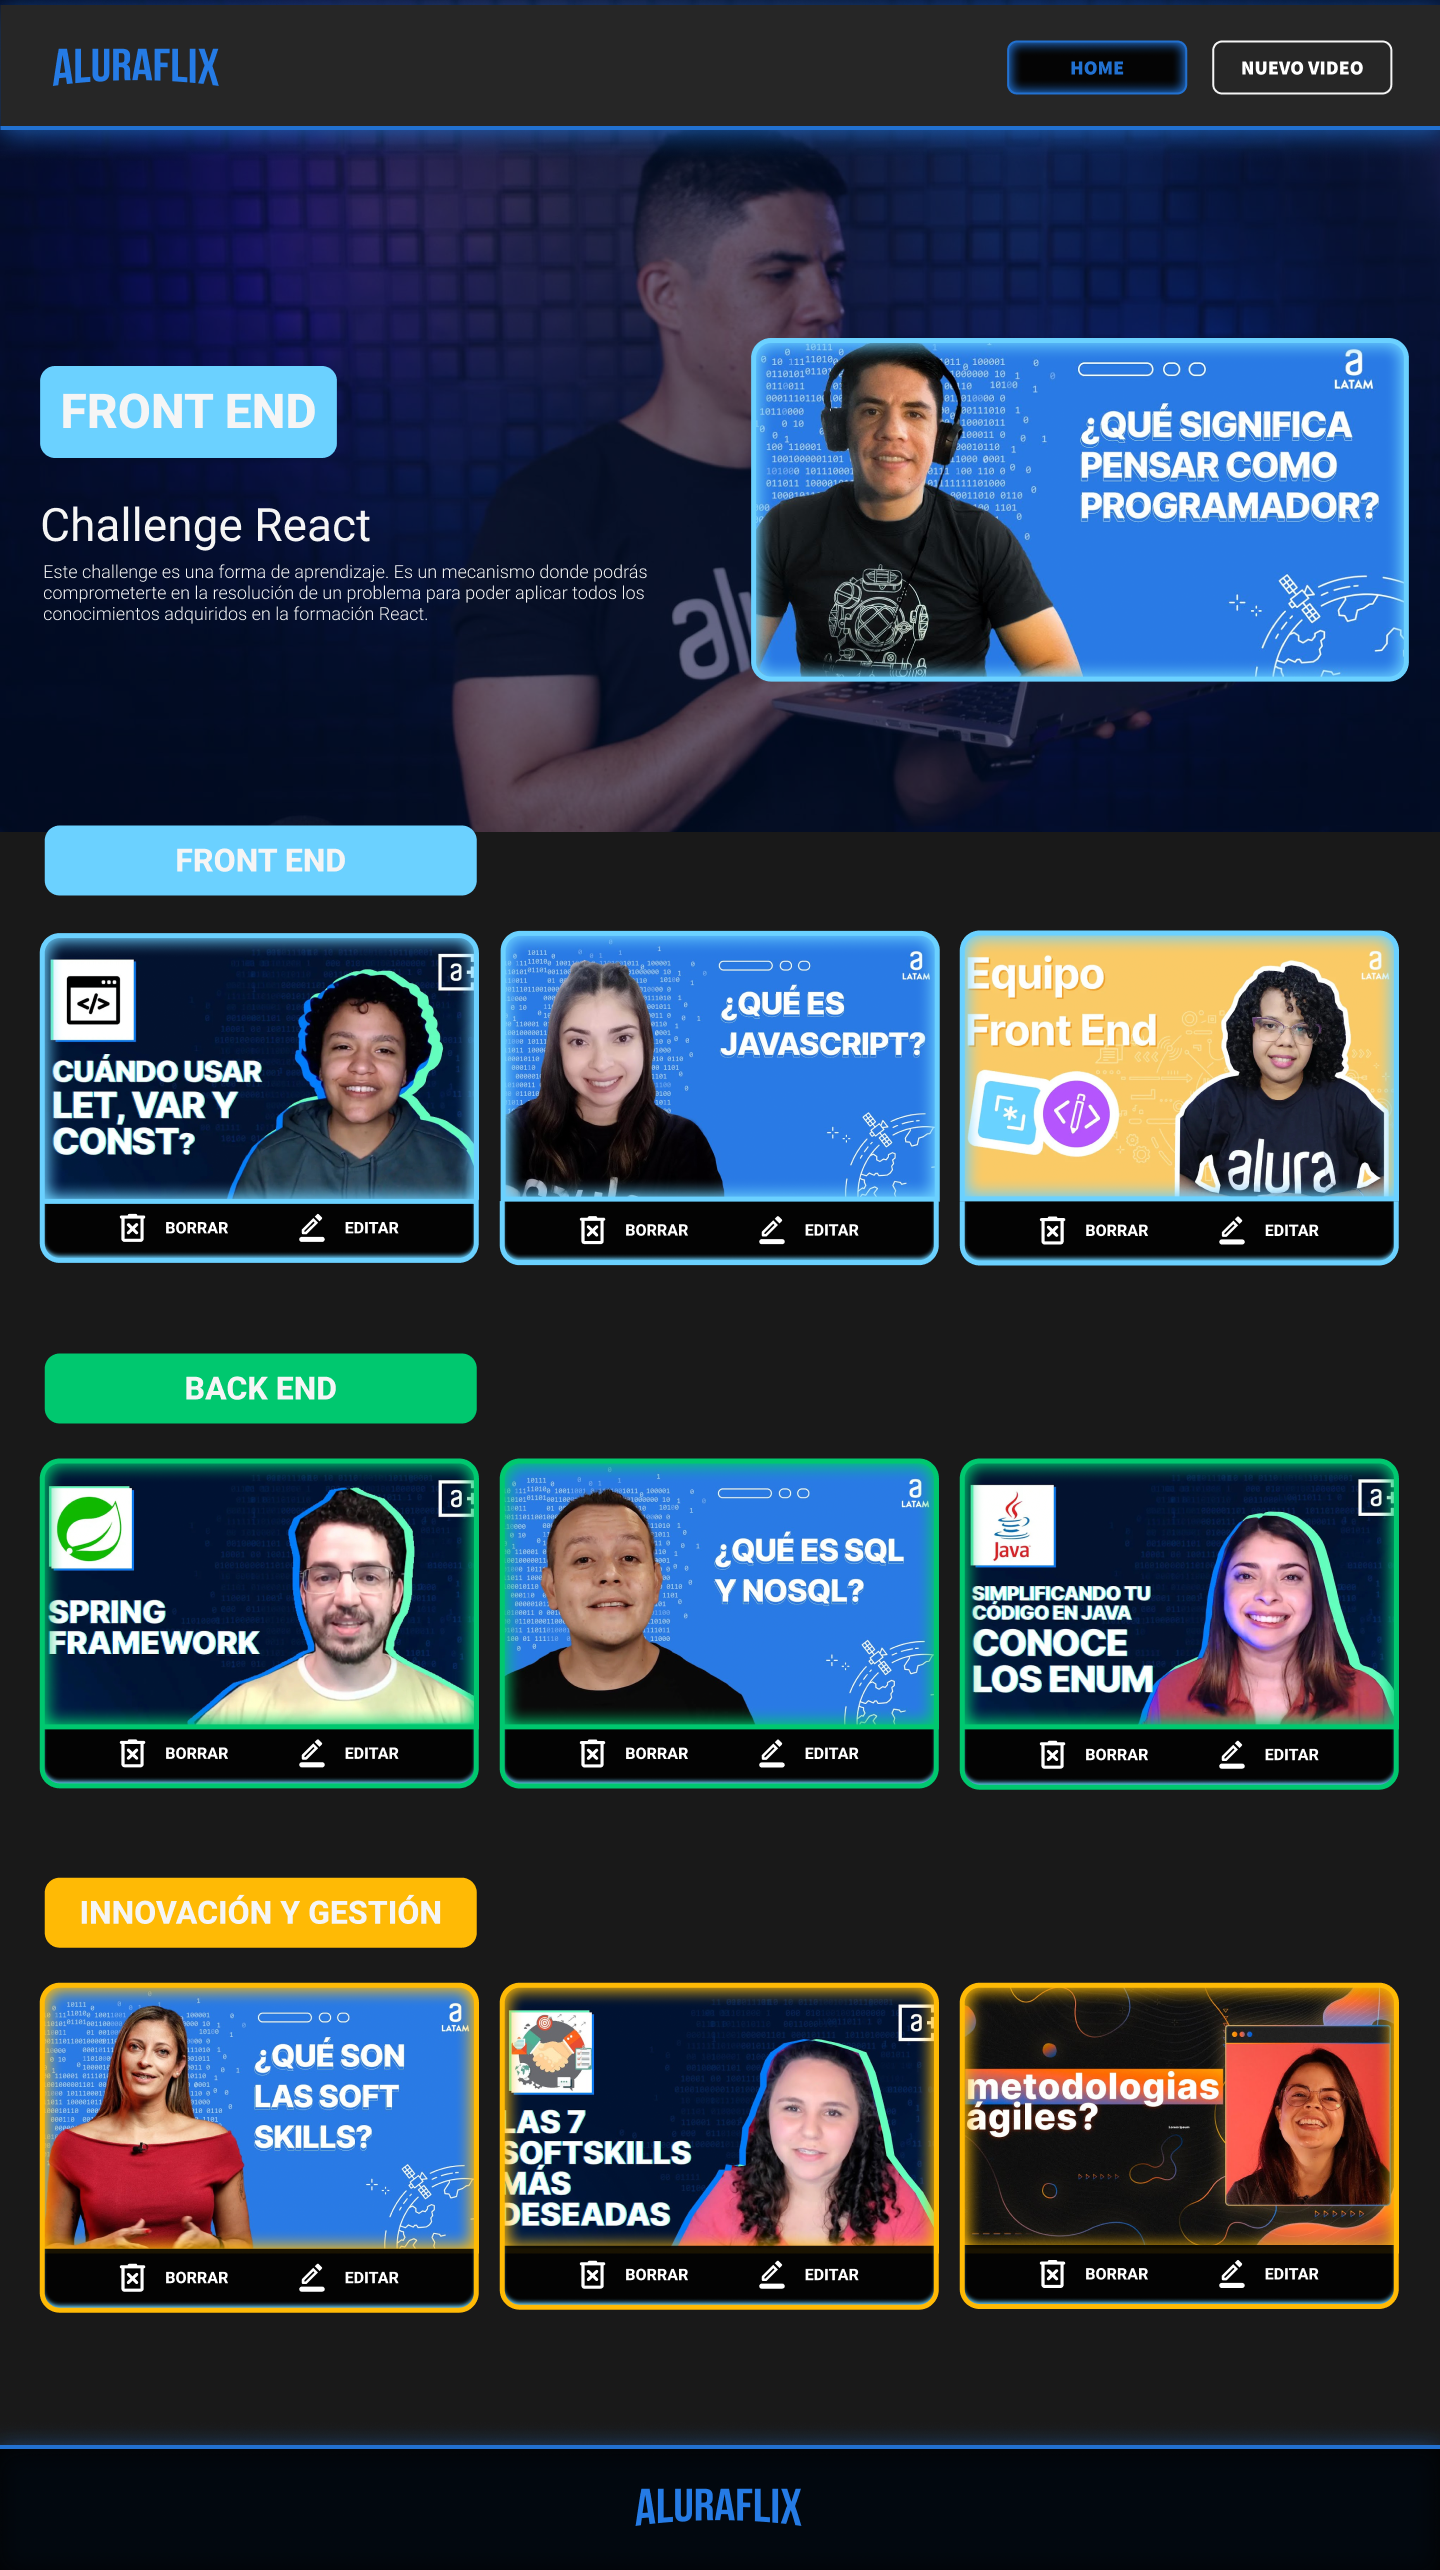 ALURAFLIX
HOME
NUEVO VIDEO
FRONT END
Challenge React
Este challenge es una forma de aprendizaje. Es un mecanismo donde podrás
comprometerte en la resolución de un problema para poder aplicar todos los
conocimientos adquiridos en la formación React.
a
LATAM
¿QUÉ SIGNIFICA
PENSAR COMO
PROGRAMADOR?
FRONT END
a
CUÁNDO USAR
LET, VAR Y
CONST?
BORRAR
EDITAR
a
LATAM
¿QUÉ ES
JAVASCRIPT?
BORRAR
EDITAR
a
LATAM
Equipo
Front End
alura
BORRAR
EDITAR
BACK END
a
SPRING
FRAMEWORK
BORRAR
EDITAR
a
LATAM
¿QUÉ ES SQL
Y NOSQL?
BORRAR
EDITAR
a
Java
SIMPLIFICANDO TU
CÓDIGO EN JAVA
CONOCE
LOS ENUM
BORRAR
EDITAR
INNOVACIÓN Y GESTIÓN
a
LATAM
¿QUÉ SON
LAS SOFT
SKILLS?
BORRAR
EDITAR
a
LAS 7
SOFTSKILLS
MÁS
DESEADAS
BORRAR
EDITAR
metodologias
ágiles?
BORRAR
EDITAR
ALURAFLIX